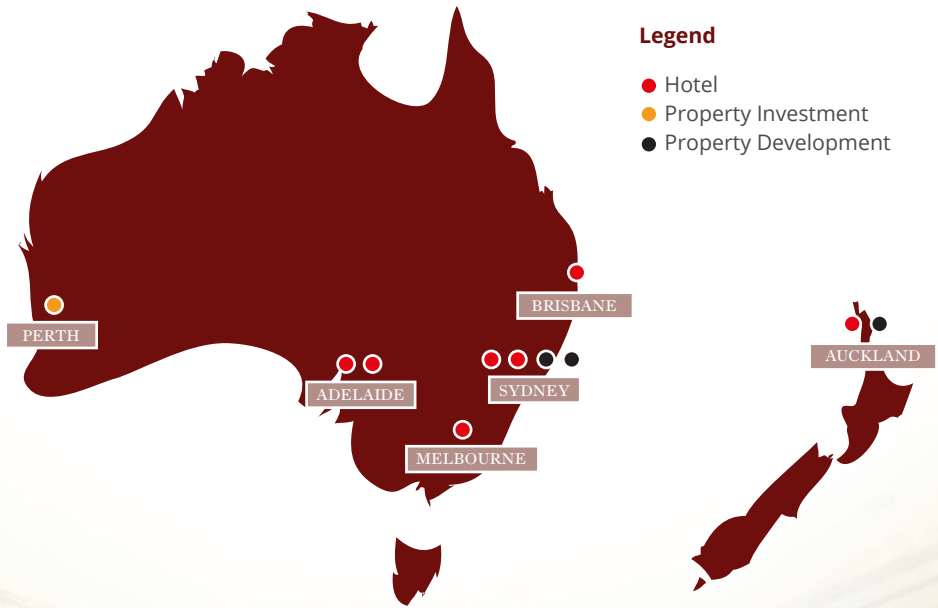 Legend
Hotel
Property Investment
Property Development
BRISBANE
PERTH
AUCKLAND
ADELAIDE
SYDNEY
MELBOURNE